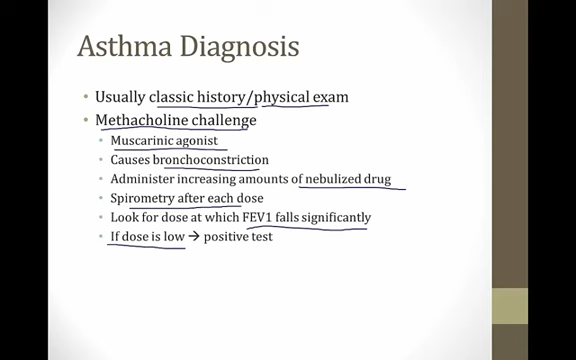 Asthma Diagnosis
• Usually classic history/physical exam
• Methacholine challenge
• Muscarinic agonist
• Causes bronchoconstriction
• Administer increasing amounts of nebulized drug
• Spirometry after each dose
• Look for dose at which FEV1 falls significantly
• If dose is low → positive test